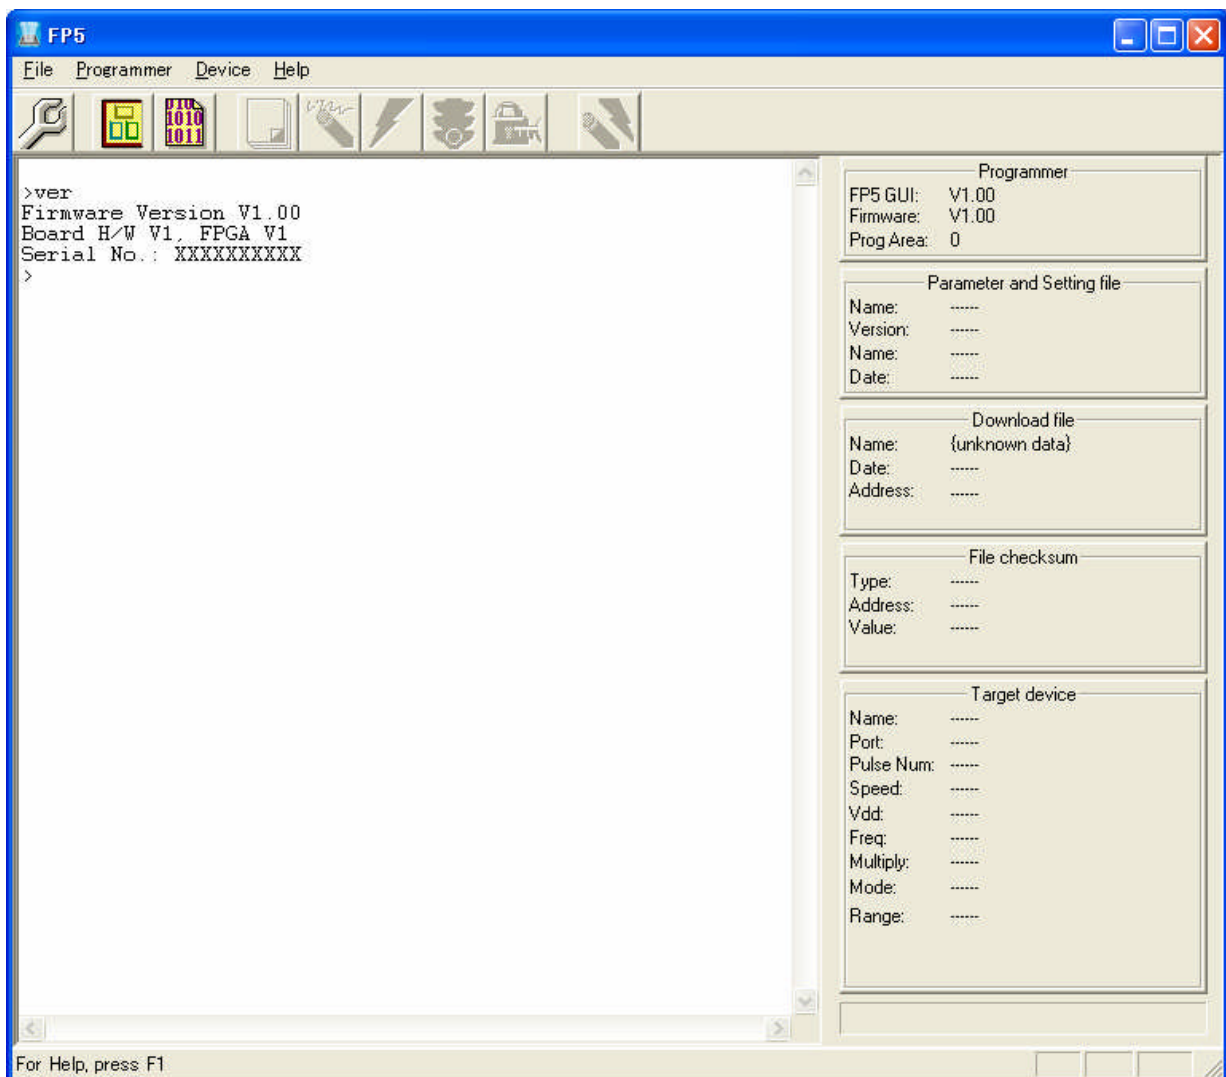 FP5
File Programmer Device Help
010
1010
1011
>ver
Firmware Version V1.00
Board H/W V1, FPGA V1
Serial No.: XXXXXXXXXX
>
Programmer
FP5 GUI: V1.00
Firmware: V1.00
Prog Area: 0
Parameter and Setting file
Name: ------
Version: ------
Name: ------
Date: ------
Download file
Name: {unknown data}
Date: ------
Address: ------
File checksum
Type: ------
Address: ------
Value: ------
Target device
Name: ------
Port: ------
Pulse Num: ------
Speed: ------
Vdd: ------
Freq: ------
Multiply: ------
Mode: ------
Range: ------
For Help, press F1